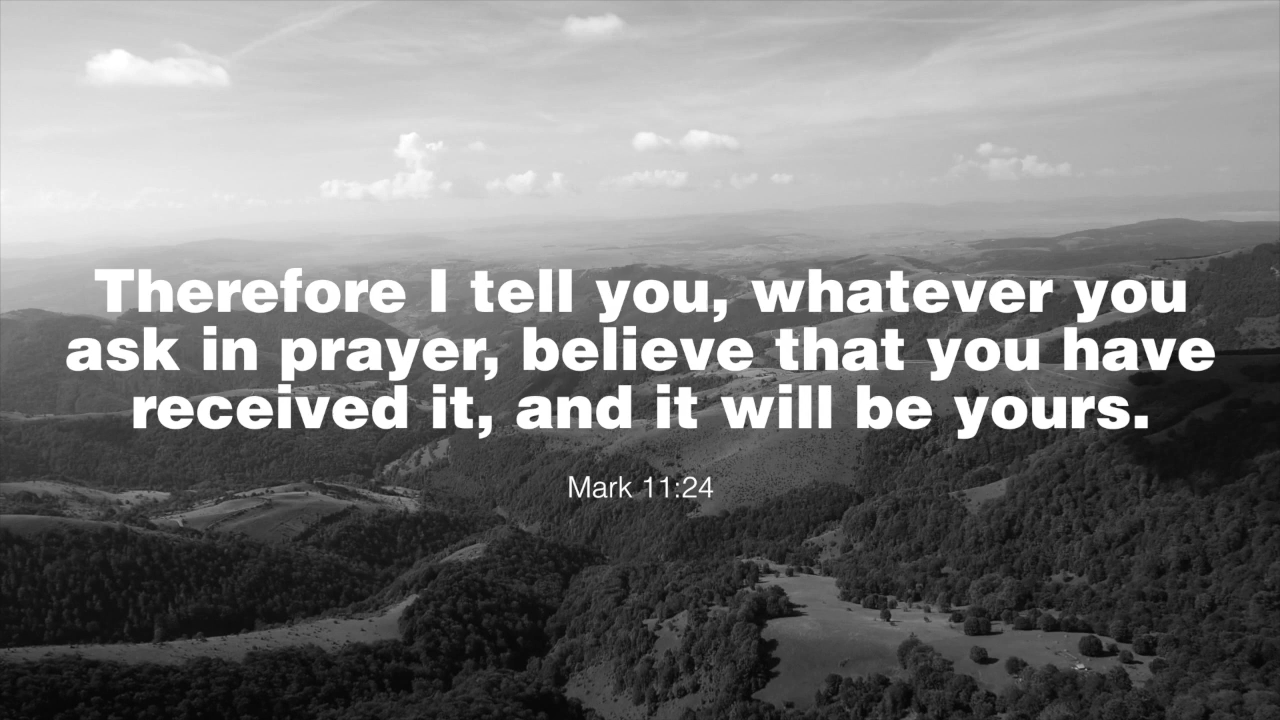 Therefore I tell you, whatever you
ask in prayer, believe that you have
received it, and it will be yours.
Mark 11:24